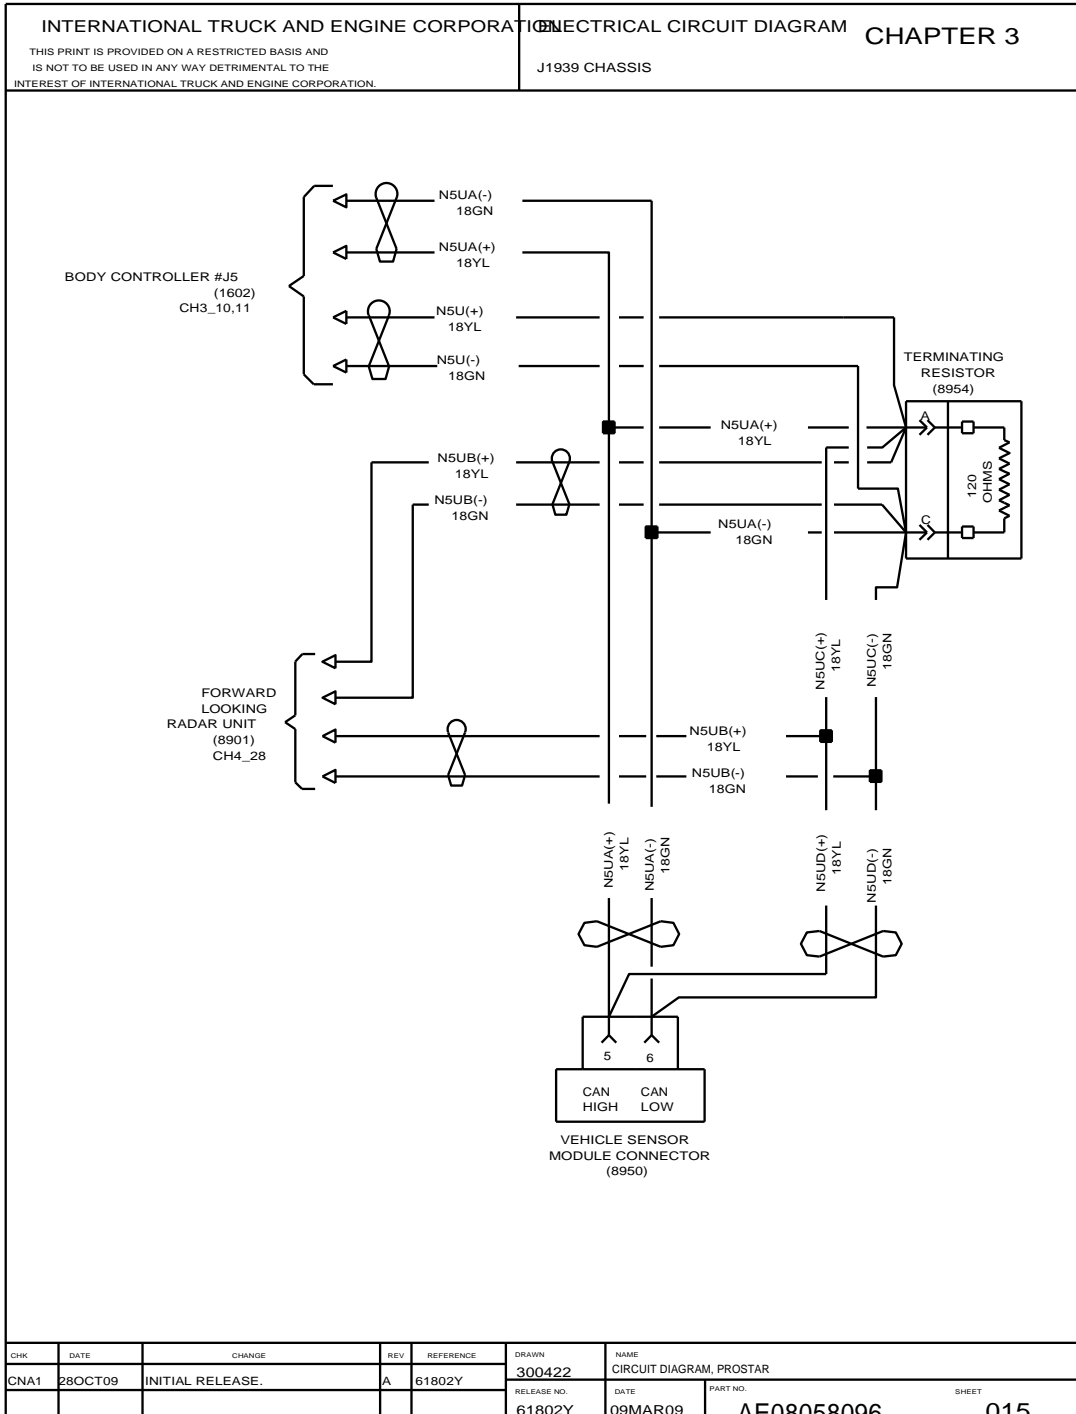 INTERNATIONAL TRUCK AND ENGINE CORPORATION
THIS PRINT IS PROVIDED ON A RESTRICTED BASIS AND
IS NOT TO BE USED IN ANY WAY DETRIMENTAL TO THE
INTEREST OF INTERNATIONAL TRUCK AND ENGINE CORPORATION.
ELECTRICAL CIRCUIT DIAGRAM
J1939 CHASSIS
CHAPTER 3
N5UA(-)
18GN
N5UA(+)
18YL
BODY CONTROLLER #J5
(1602)
CH3_10,11
N5U(+)
18YL
N5U(-)
18GN
TERMINATING
RESISTOR
(8954)
A
N5UA(+)
18YL
N5UB(+)
18YL
120
OHMS
N5UB(-)
18GN
C
N5UA(-)
18GN
N5UC(+)
18YL
N5UC(-)
18GN
FORWARD
LOOKING
RADAR UNIT
(8901)
CH4_28
N5UB(+)
18YL
N5UB(-)
18GN
N5UA(+)
18YL
N5UA(-)
18GN
N5UD(+)
18YL
N5UD(-)
18GN
5 6
CAN
HIGH
CAN
LOW
VEHICLE SENSOR
MODULE CONNECTOR
(8950)
CHK DATE CHANGE REV REFERENCE
CNA1 28OCT09 INITIAL RELEASE. A 61802Y
DRAWN
300422
NAME
CIRCUIT DIAGRAM, PROSTAR
RELEASE NO.
61802Y
DATE
09MAR09
PART NO.
AE08058096
SHEET
015